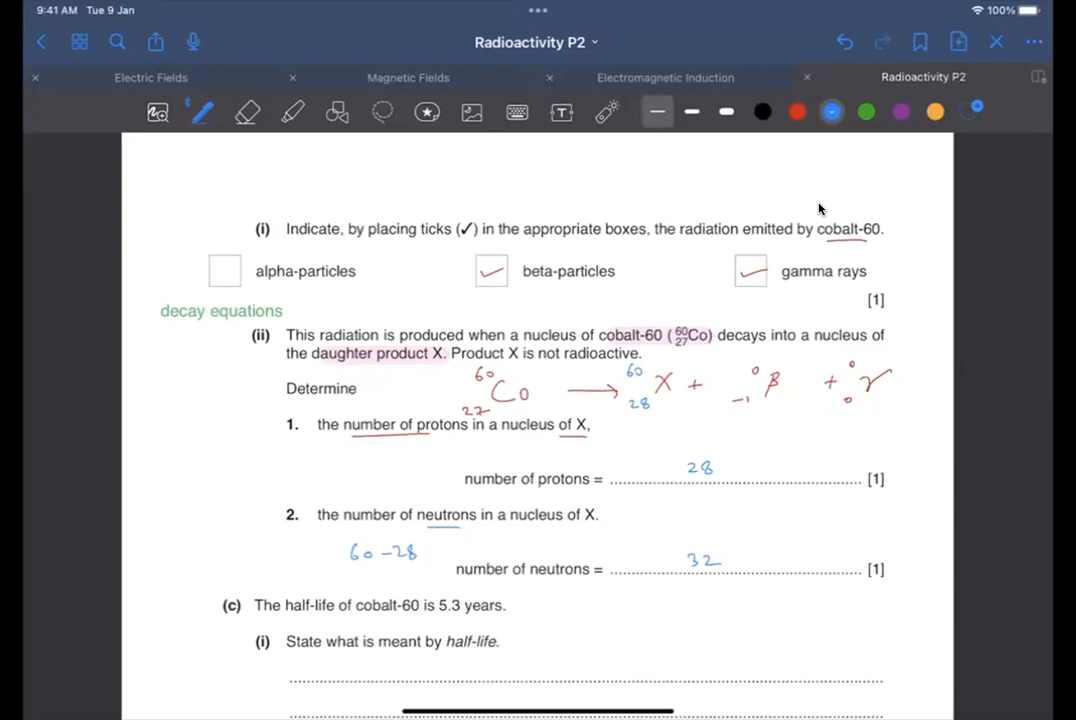 9:41 AM Tue 9 Jan
100%
Radioactivity P2
Electric Fields
Magnetic Fields
Electromagnetic Induction
Radioactivity P2
(i) Indicate, by placing ticks (✓) in the appropriate boxes, the radiation emitted by cobalt-60.
alpha-particles ✓ beta-particles ✓ gamma rays
[1]
decay equations
(ii) This radiation is produced when a nucleus of cobalt-60 (⁶⁰₂₇Co) decays into a nucleus of
the daughter product X. Product X is not radioactive.
Determine ⁶⁰₂₇Co → ⁶⁰₂₈X + ⁰₋₁β + ⁰₀γ
1. the number of protons in a nucleus of X,
28
number of protons = ........................................................ [1]
2. the number of neutrons in a nucleus of X.
60 – 28
32
number of neutrons = ........................................................ [1]
(c) The half-life of cobalt-60 is 5.3 years.
(i) State what is meant by half-life.